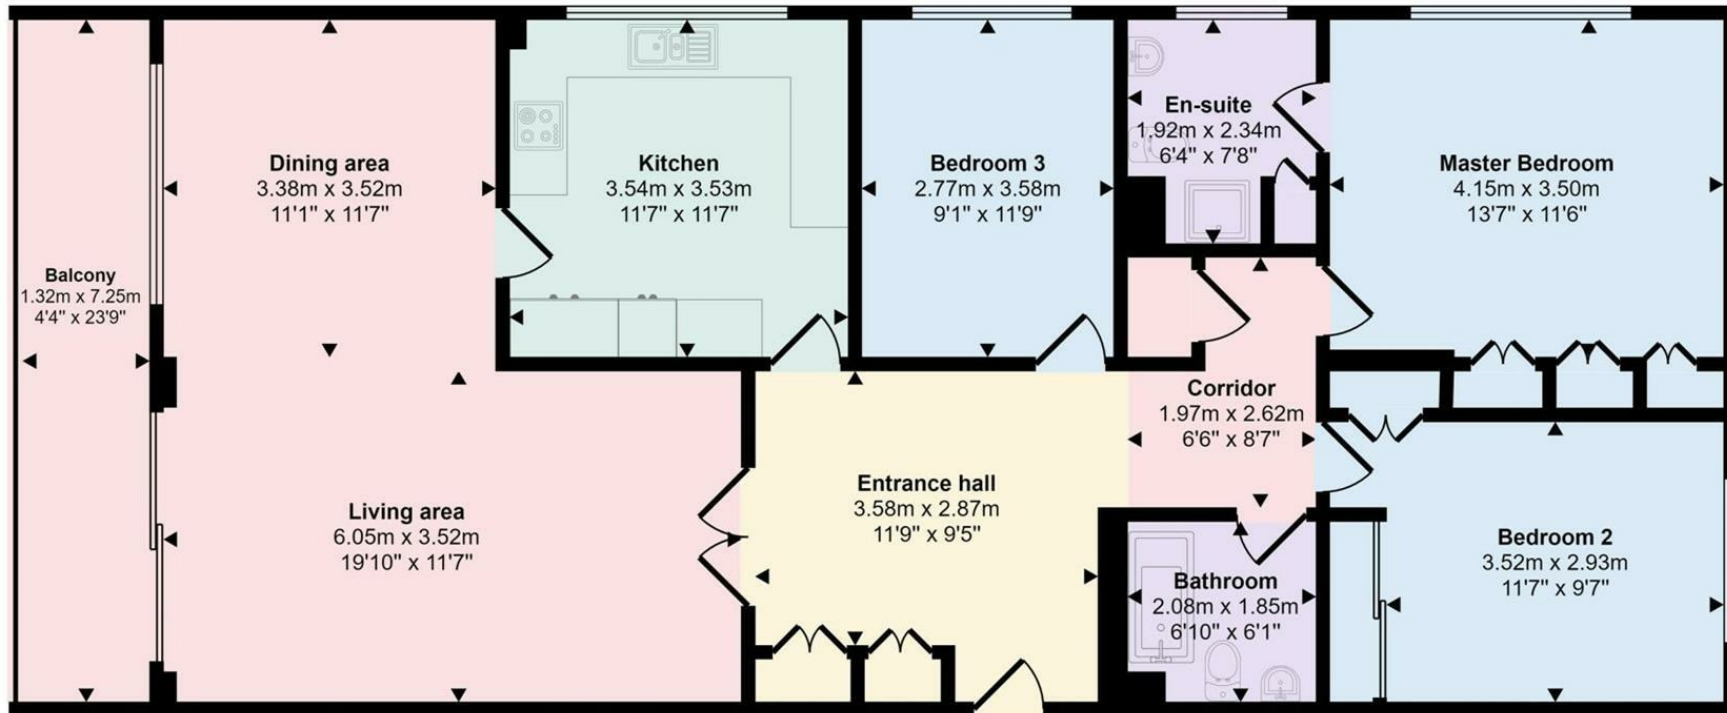 Balcony
1.32m x 7.25m
4'4" x 23'9"
Dining area
3.38m x 3.52m
11'1" x 11'7"
Kitchen
3.54m x 3.53m
11'7" x 11'7"
Bedroom 3
2.77m x 3.58m
9'1" x 11'9"
En-suite
1.92m x 2.34m
6'4" x 7'8"
Master Bedroom
4.15m x 3.50m
13'7" x 11'6"
Living area
6.05m x 3.52m
19'10" x 11'7"
Entrance hall
3.58m x 2.87m
11'9" x 9'5"
Corridor
1.97m x 2.62m
6'6" x 8'7"
Bathroom
2.08m x 1.85m
6'10" x 6'1"
Bedroom 2
3.52m x 2.93m
11'7" x 9'7"